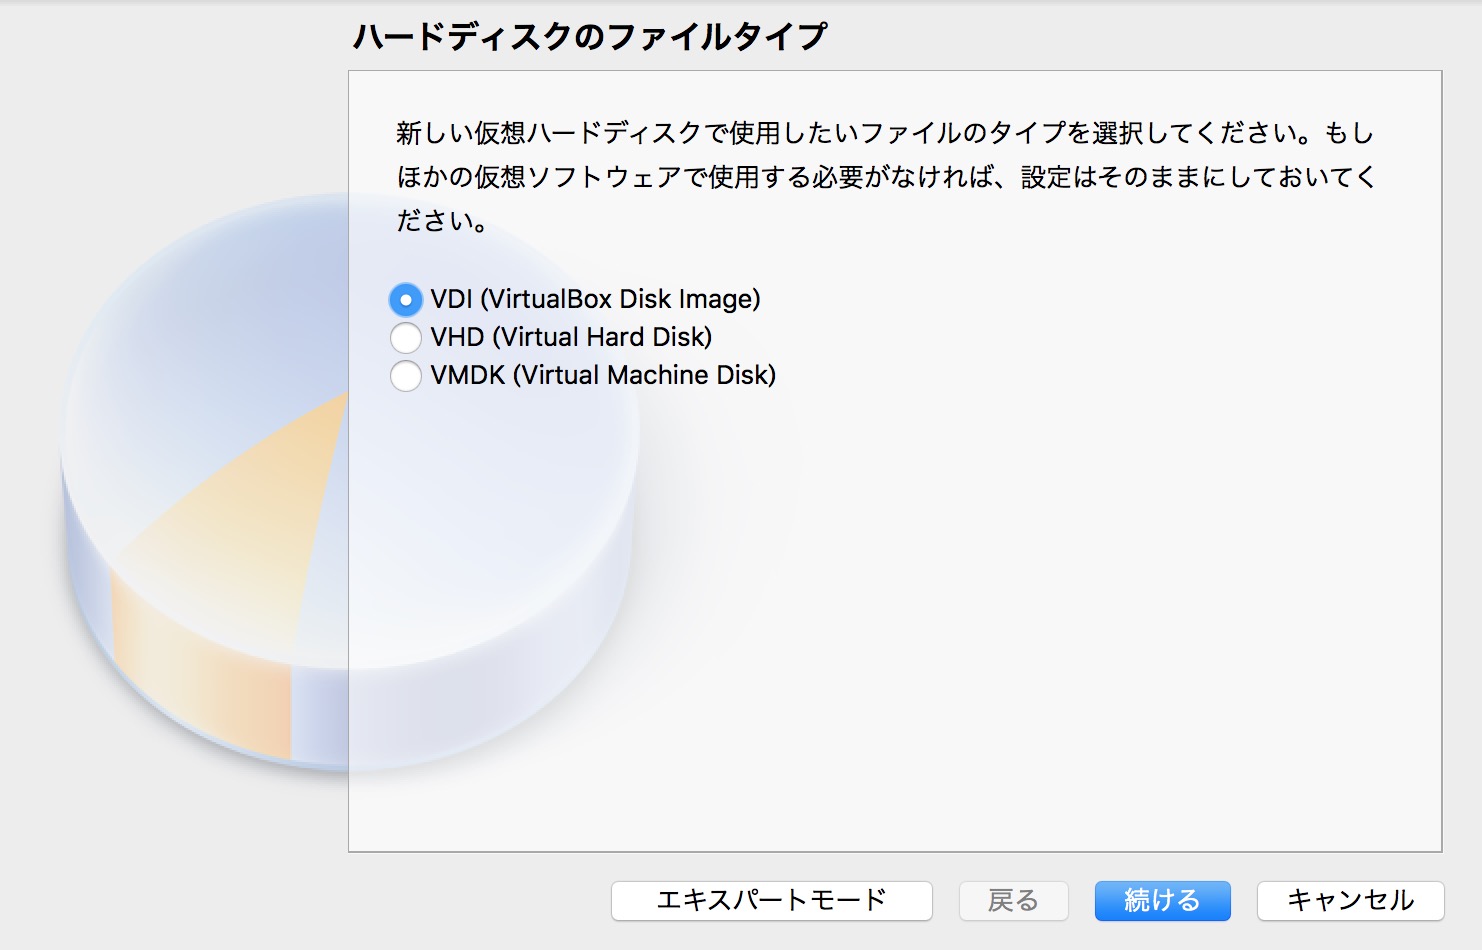 ハードディスクのファイルタイプ
新しい仮想ハードディスクで使用したいファイルのタイプを選択してください。もし
ほかの仮想ソフトウェアで使用する必要がなければ、設定はそのままにしておいてく
ださい。
VDI (VirtualBox Disk Image)
VHD (Virtual Hard Disk)
VMDK (Virtual Machine Disk)
エキスパートモード 戻る 続ける キャンセル